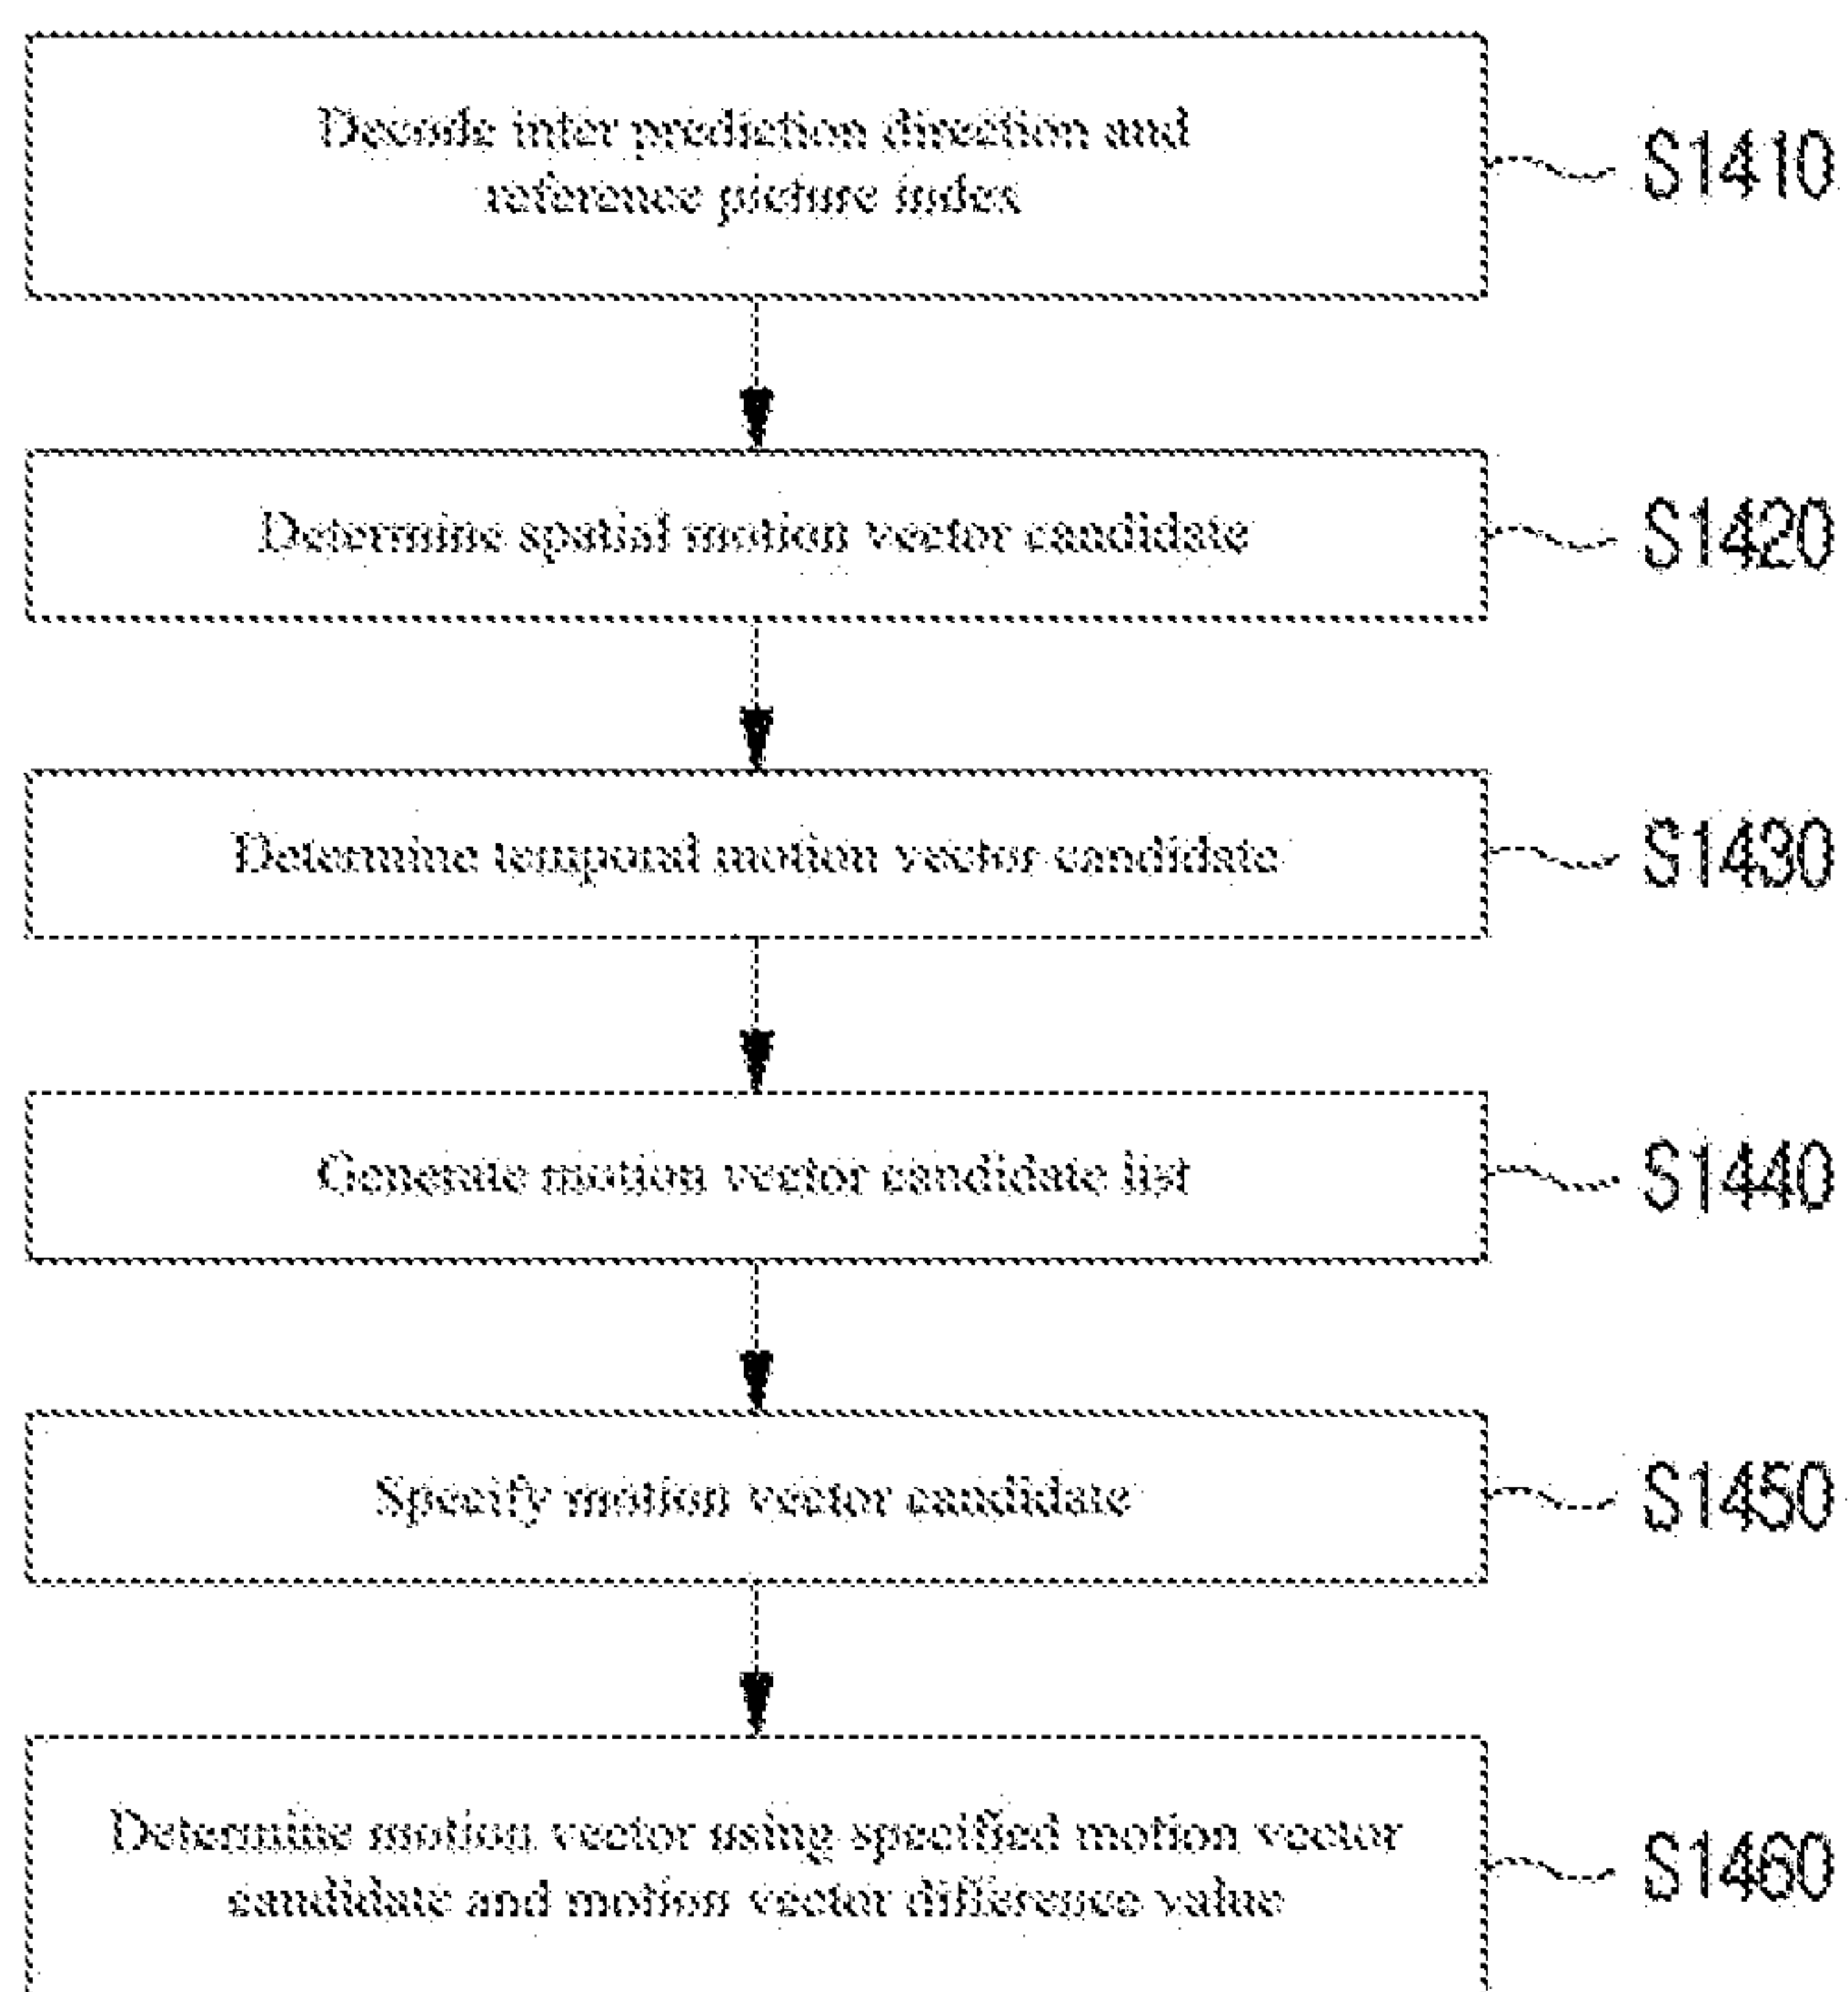 Decode inter prediction direction and
reference picture index
S1410
Determine spatial motion vector candidate
S1420
Determine temporal motion vector candidate
S1430
Generate motion vector candidate list
S1440
Specify motion vector candidate
S1450
Determine motion vector using specified motion vector
candidate and motion vector difference value
S1460